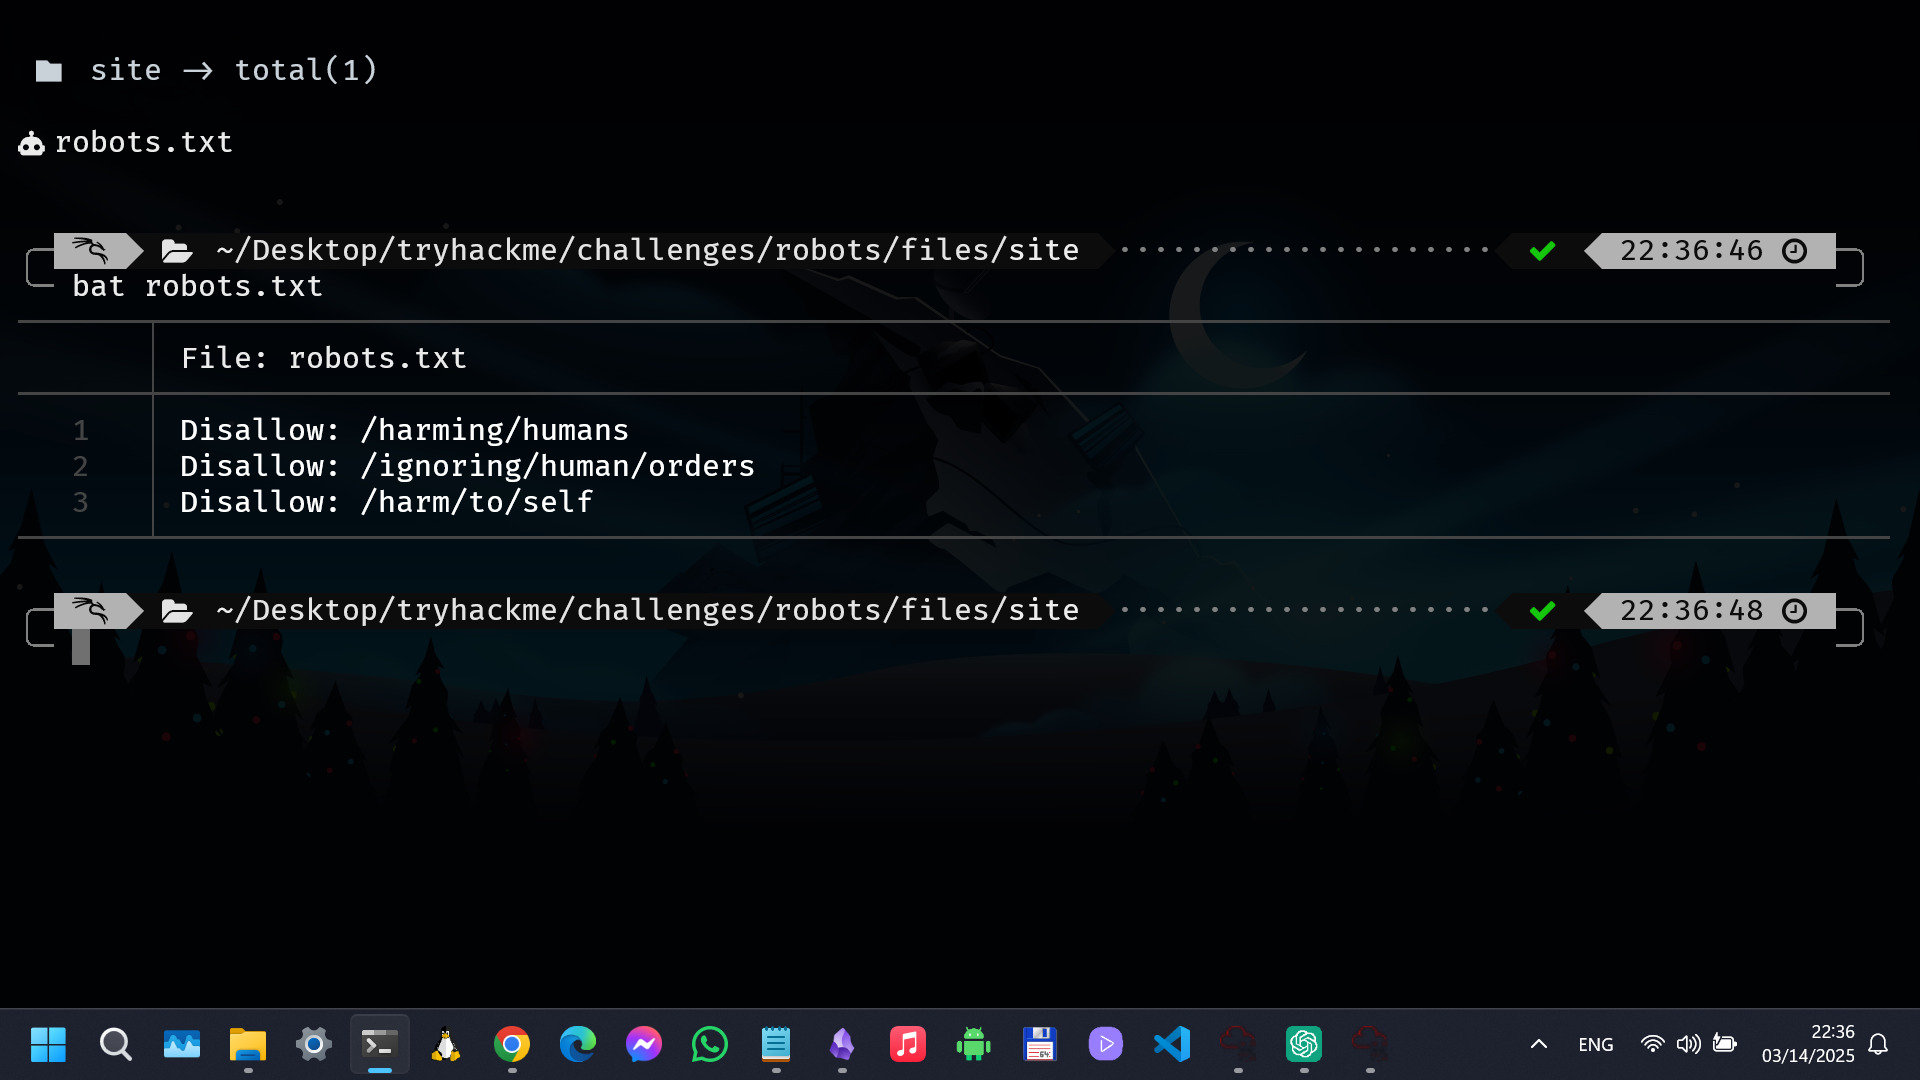 site → total(1)
robots.txt
~/Desktop/tryhackme/challenges/robots/files/site 22:36:46
bat robots.txt
File: robots.txt
1 Disallow: /harming/humans
2 Disallow: /ignoring/human/orders
3 Disallow: /harm/to/self
~/Desktop/tryhackme/challenges/robots/files/site 22:36:48
64
ENG
22:36
03/14/2025